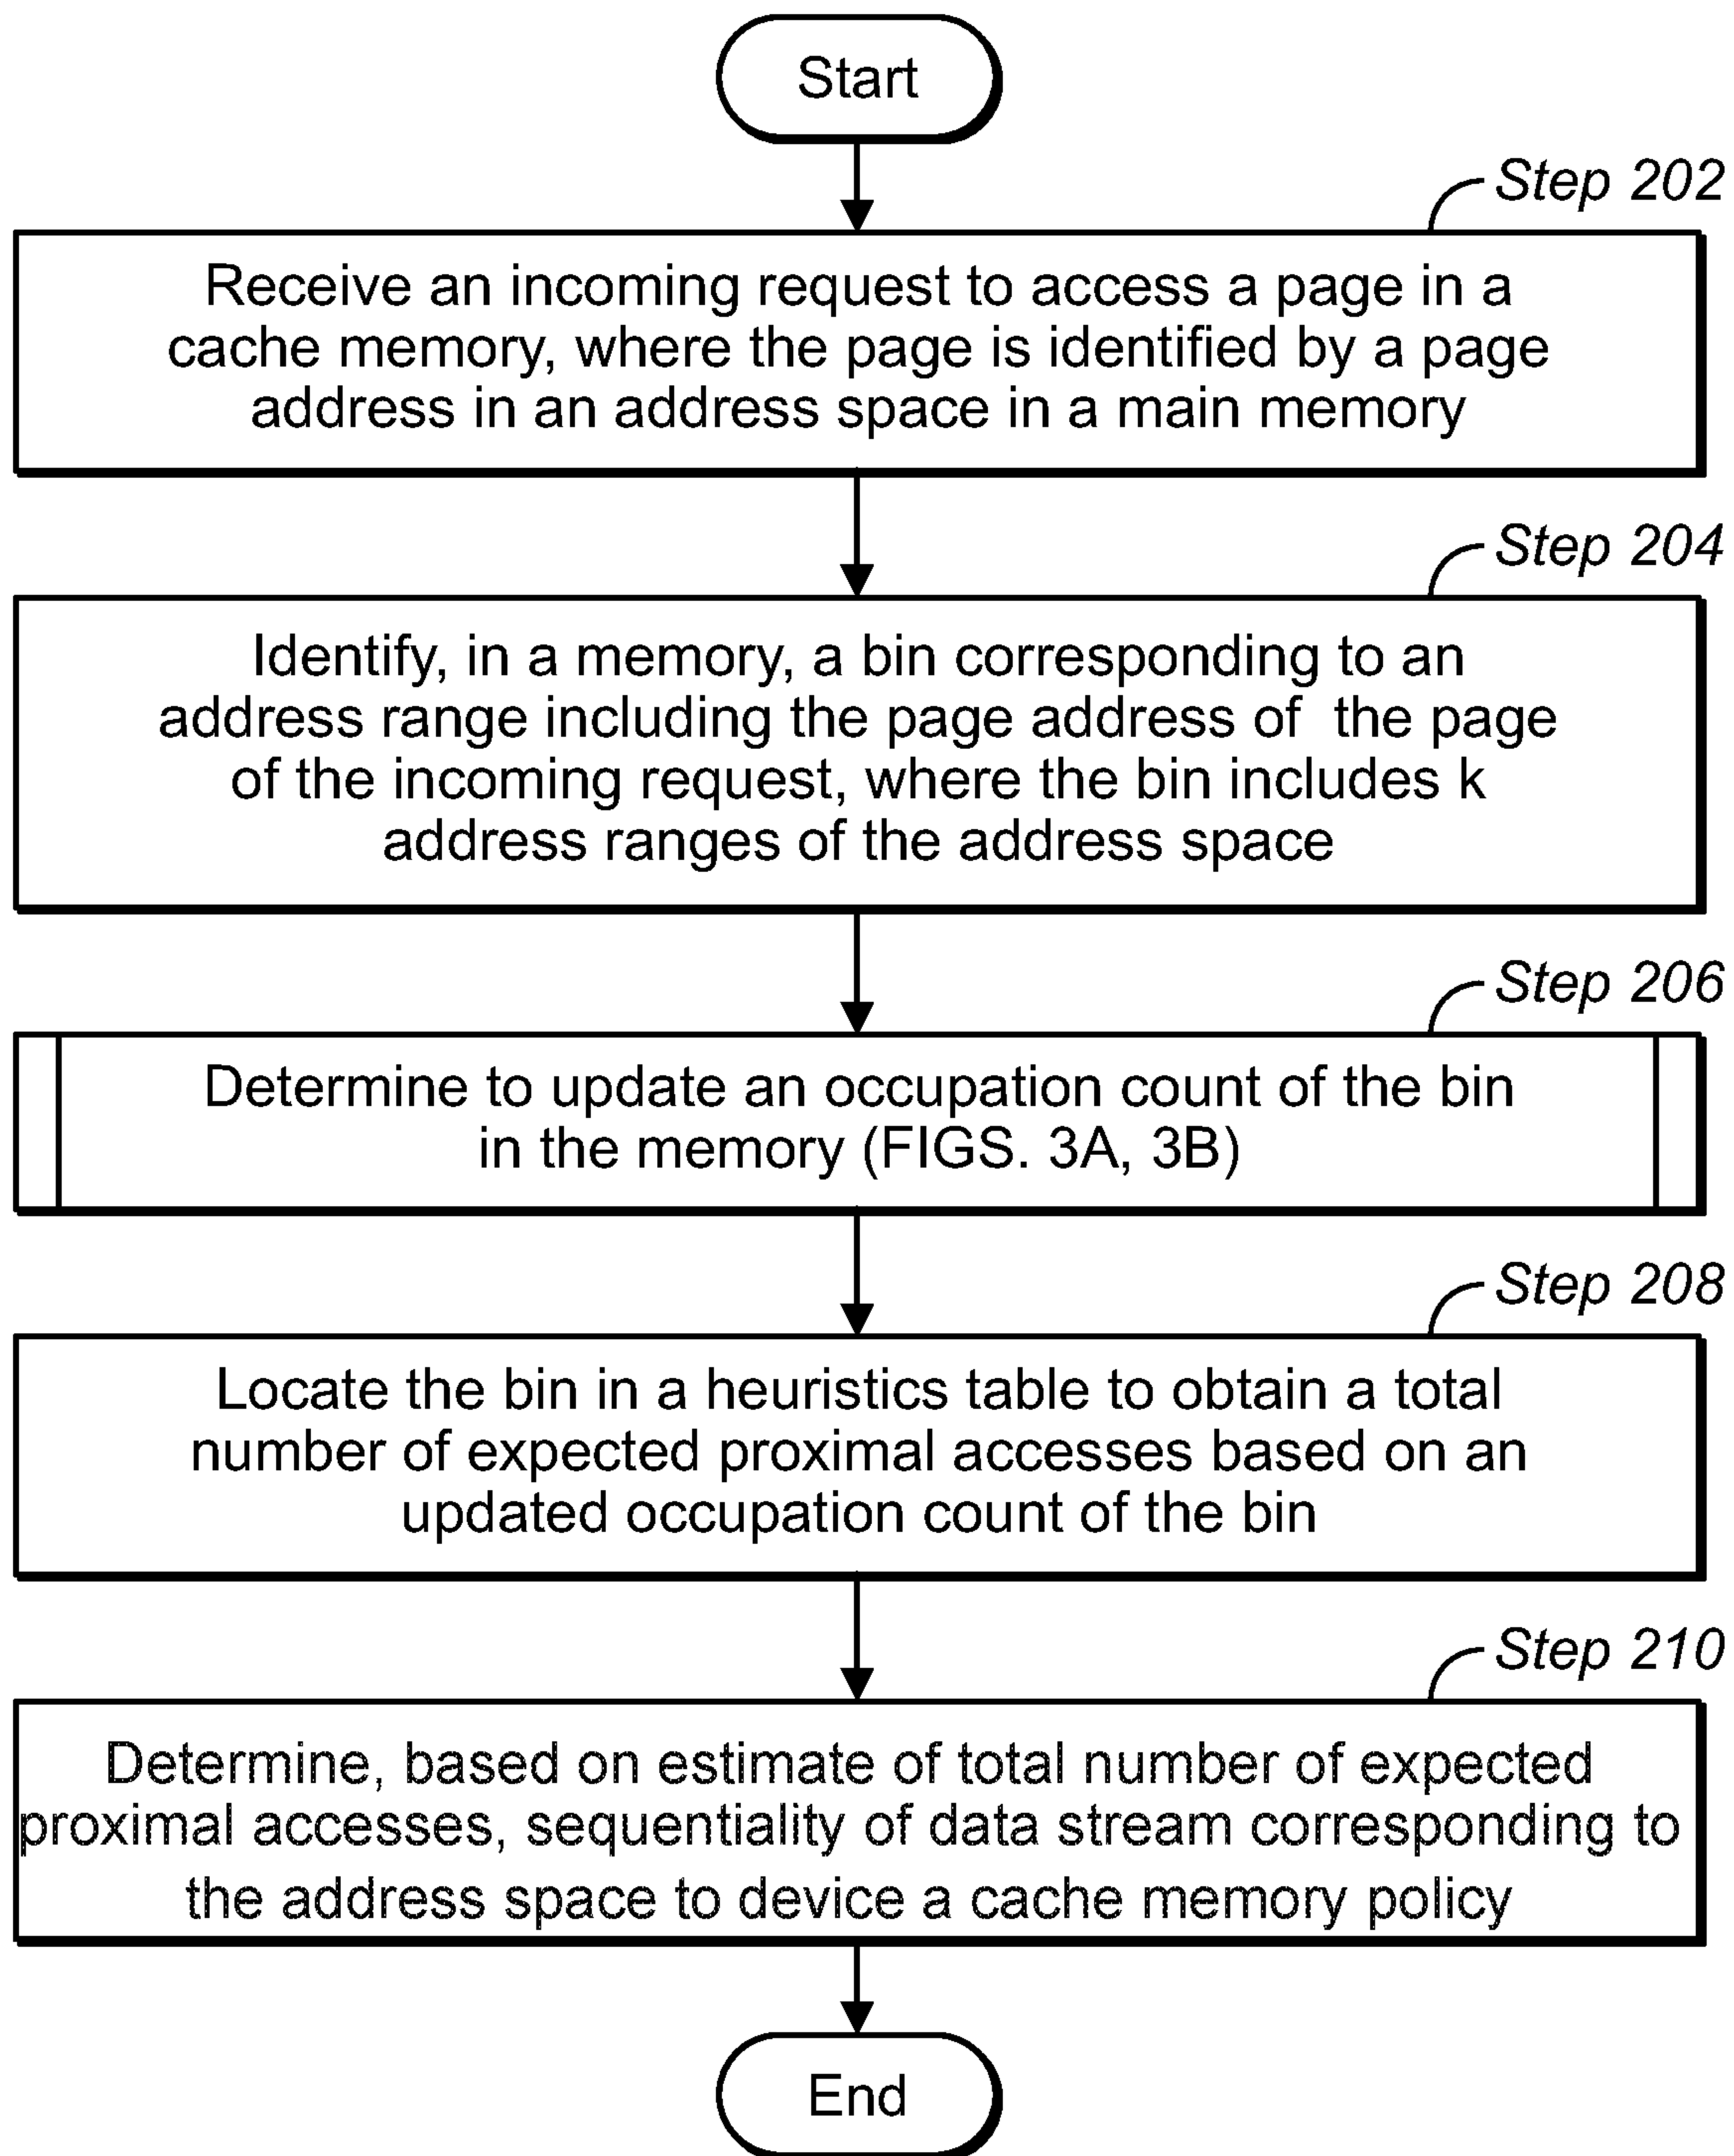 Start
Step 202
Receive an incoming request to access a page in a
cache memory, where the page is identified by a page
address in an address space in a main memory
Step 204
Identify, in a memory, a bin corresponding to an
address range including the page address of the page
of the incoming request, where the bin includes k
address ranges of the address space
Step 206
Determine to update an occupation count of the bin
in the memory (FIGS. 3A, 3B)
Step 208
Locate the bin in a heuristics table to obtain a total
number of expected proximal accesses based on an
updated occupation count of the bin
Step 210
Determine, based on estimate of total number of expected
proximal accesses, sequentiality of data stream corresponding to
the address space to device a cache memory policy
End